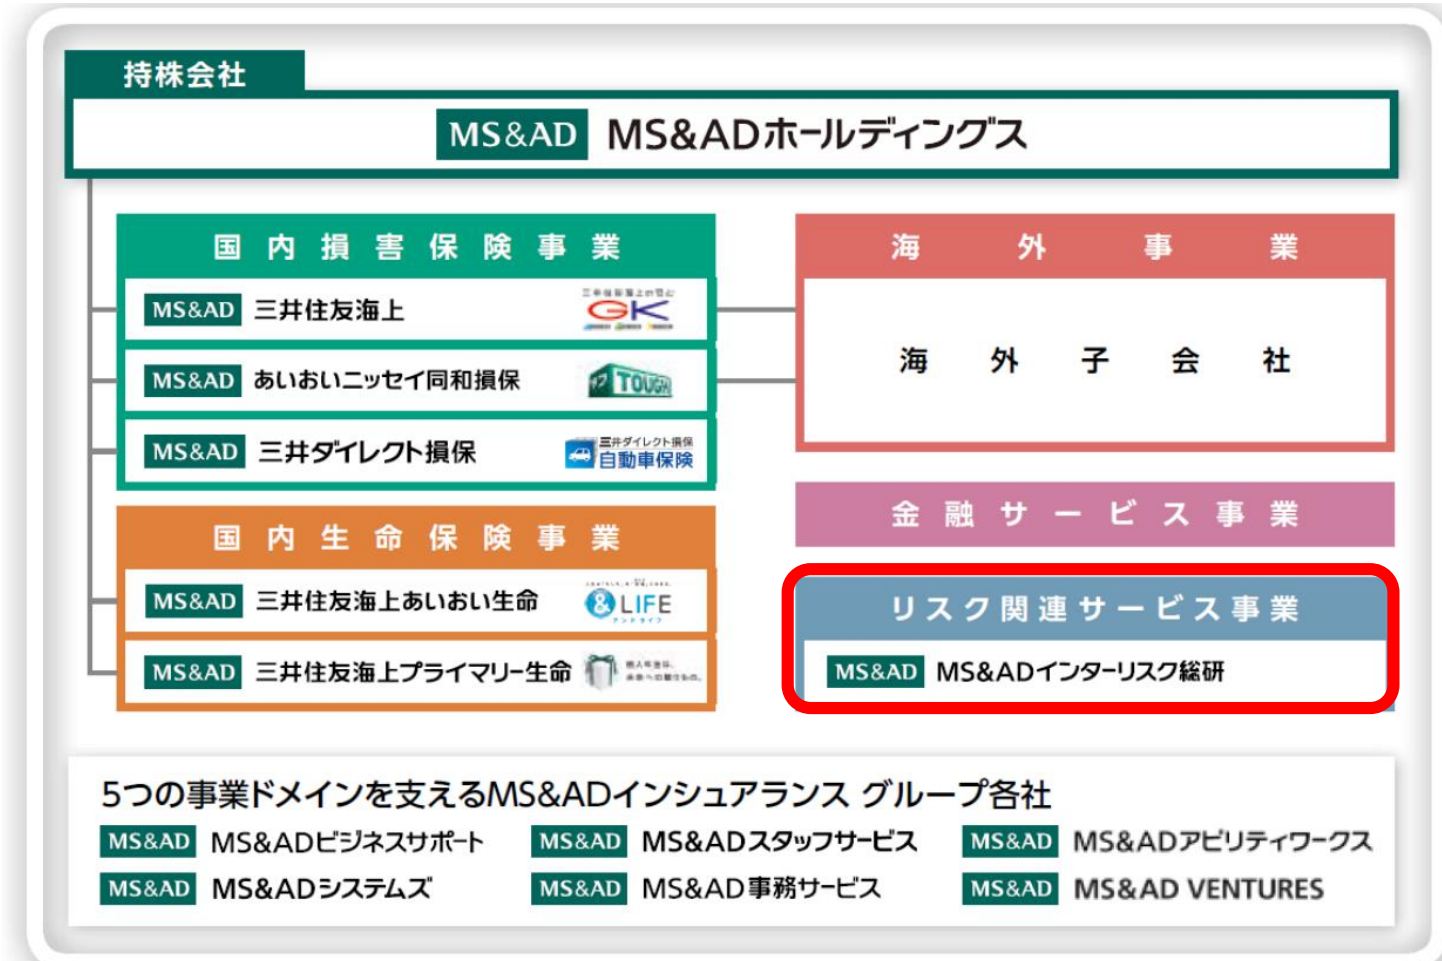 持株会社
MS&AD MS&ADホールディングス
国内損害保険事業
MS&AD 三井住友海上
GK
MS&AD あいおいニッセイ同和損保
TOUGH
MS&AD 三井ダイレクト損保
三井ダイレクト損保
自動車保険
国内生命保険事業
MS&AD 三井住友海上あいおい生命
&LIFE
アンドライフ
MS&AD 三井住友海上プライマリー生命
海外事業
海外子会社
金融サービス事業
リスク関連サービス事業
MS&AD MS&ADインターリスク総研
5つの事業ドメインを支えるMS&ADインシュアランス グループ各社
MS&AD MS&ADビジネスサポート MS&AD MS&ADスタッフサービス MS&AD MS&ADアビリティワークス
MS&AD MS&ADシステムズ MS&AD MS&AD事務サービス MS&AD MS&AD VENTURES